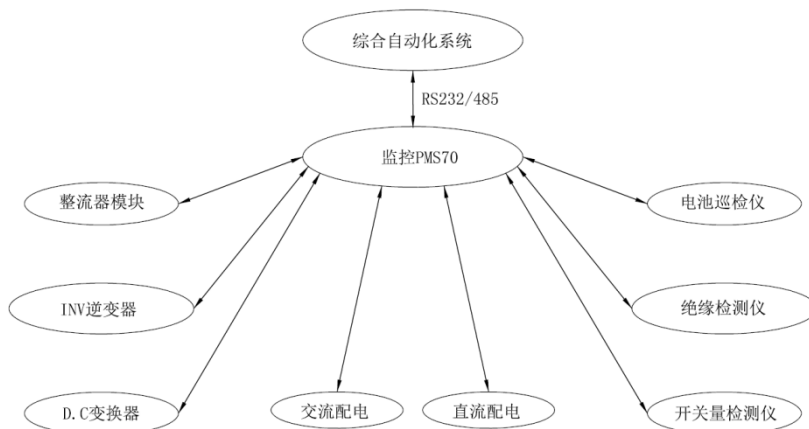 综合自动化系统
RS232/485
监控PMS70
整流器模块
电池巡检仪
INV逆变器
绝缘检测仪
D.C变换器
交流配电
直流配电
开关量检测仪